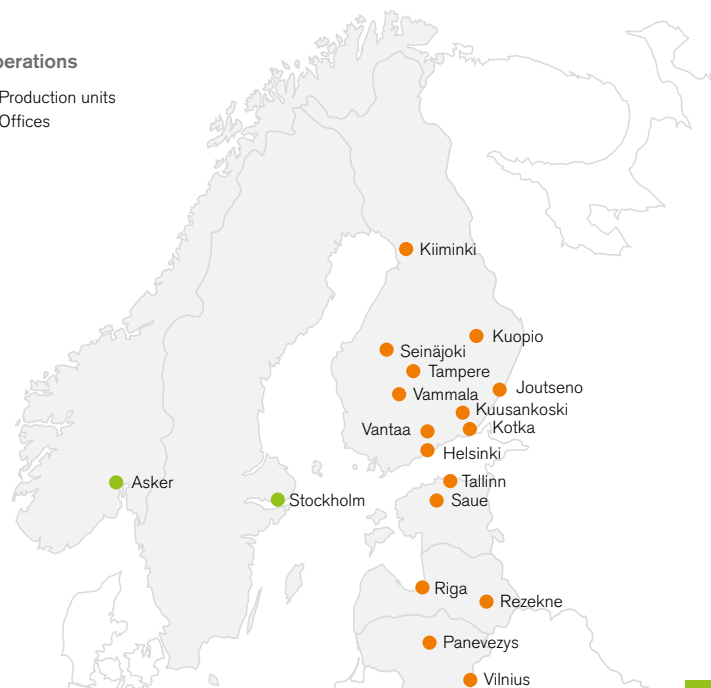 perations
Production units
Offices
Kiiminki
Kuopio
Seinäjoki
Tampere
Joutseno
Vammala
Kuusankoski
Vantaa
Kotka
Helsinki
Asker
Tallinn
Stockholm
Saue
Riga
Rezekne
Panevezys
Vilnius